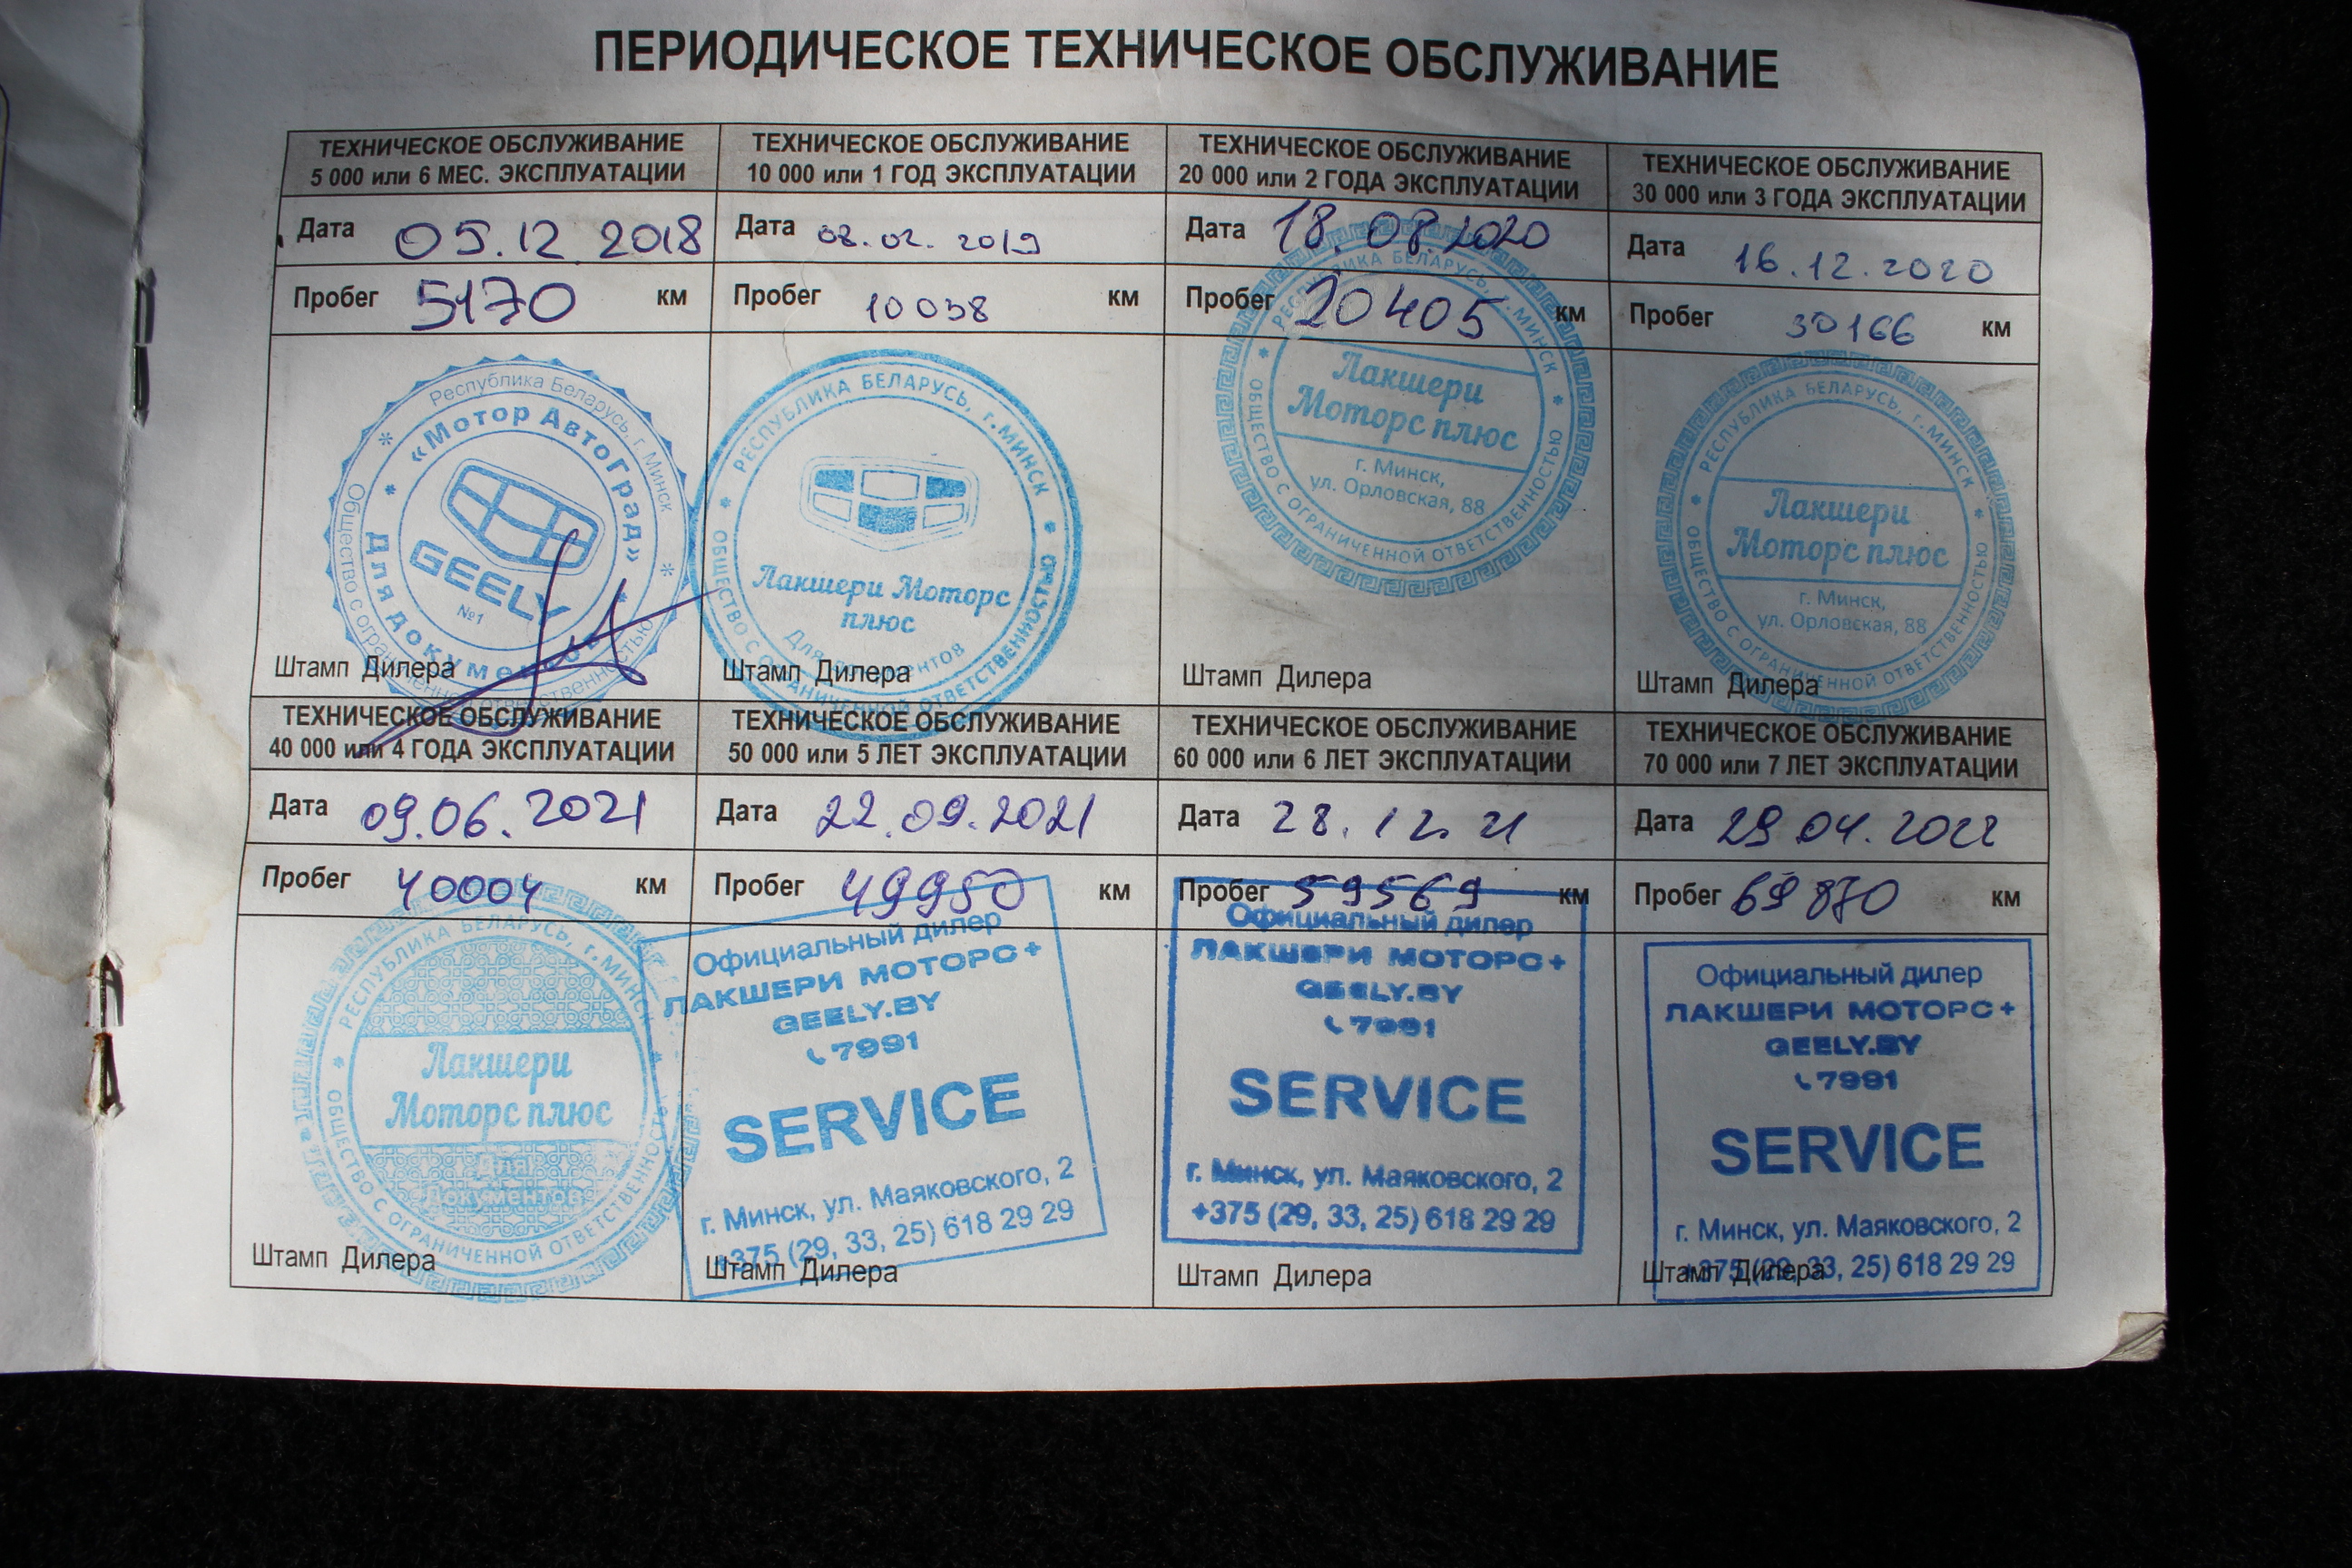 ПЕРИОДИЧЕСКОЕ ТЕХНИЧЕСКОЕ ОБСЛУЖИВАНИЕ
ТЕХНИЧЕСКОЕ ОБСЛУЖИВАНИЕ
5 000 или 6 МЕС. ЭКСПЛУАТАЦИИ
Дата 05.12.2018
Пробег 5170 км
Республика Беларусь, г. Минск
Общество с ограниченной ответственностью
«Мотор АвтоГрад»
Для документов
GEELY
№1
Штамп Дилера
ТЕХНИЧЕСКОЕ ОБСЛУЖИВАНИЕ
10 000 или 1 ГОД ЭКСПЛУАТАЦИИ
Дата 08.02.2019
Пробег 10038 км
РЕСПУБЛИКА БЕЛАРУСЬ, г.МИНСК
ОБЩЕСТВО С ОГРАНИЧЕННОЙ ОТВЕТСТВЕННОСТЬЮ
Лакшери Моторс
плюс
Для документов
Штамп Дилера
ТЕХНИЧЕСКОЕ ОБСЛУЖИВАНИЕ
20 000 или 2 ГОДА ЭКСПЛУАТАЦИИ
Дата 18.08.2020
Пробег 20405 км
РЕСПУБЛИКА БЕЛАРУСЬ, г.МИНСК
ОБЩЕСТВО С ОГРАНИЧЕННОЙ ОТВЕТСТВЕННОСТЬЮ
Лакшери
Моторс плюс
г. Минск,
ул. Орловская, 88
Штамп Дилера
ТЕХНИЧЕСКОЕ ОБСЛУЖИВАНИЕ
30 000 или 3 ГОДА ЭКСПЛУАТАЦИИ
Дата 16.12.2020
Пробег 30166 км
РЕСПУБЛИКА БЕЛАРУСЬ, г.МИНСК
ОБЩЕСТВО С ОГРАНИЧЕННОЙ ОТВЕТСТВЕННОСТЬЮ
Лакшери
Моторс плюс
г. Минск,
ул. Орловская, 88
Штамп Дилера
ТЕХНИЧЕСКОЕ ОБСЛУЖИВАНИЕ
40 000 или 4 ГОДА ЭКСПЛУАТАЦИИ
Дата 09.06.2021
Пробег 40004 км
РЕСПУБЛИКА БЕЛАРУСЬ, г.МИНСК
ОБЩЕСТВО С ОГРАНИЧЕННОЙ ОТВЕТСТВЕННОСТЬЮ
Лакшери
Моторс плюс
Для
Документов
Штамп Дилера
ТЕХНИЧЕСКОЕ ОБСЛУЖИВАНИЕ
50 000 или 5 ЛЕТ ЭКСПЛУАТАЦИИ
Дата 22.09.2021
Пробег 49950 км
Официальный дилер
ЛАКШЕРИ МОТОРС+
GEELY.BY
7991
SERVICE
г. Минск, ул. Маяковского, 2
+375 (29, 33, 25) 618 29 29
Штамп Дилера
ТЕХНИЧЕСКОЕ ОБСЛУЖИВАНИЕ
60 000 или 6 ЛЕТ ЭКСПЛУАТАЦИИ
Дата 28.12.21
Пробег 59569 км
Официальный дилер
ЛАКШЕРИ МОТОРС+
GEELY.BY
7991
SERVICE
г. Минск, ул. Маяковского, 2
+375 (29, 33, 25) 618 29 29
Штамп Дилера
ТЕХНИЧЕСКОЕ ОБСЛУЖИВАНИЕ
70 000 или 7 ЛЕТ ЭКСПЛУАТАЦИИ
Дата 29.04.2022
Пробег 69870 км
Официальный дилер
ЛАКШЕРИ МОТОРС+
GEELY.BY
7991
SERVICE
г. Минск, ул. Маяковского, 2
+375 (29, 33, 25) 618 29 29
Штамп Дилера